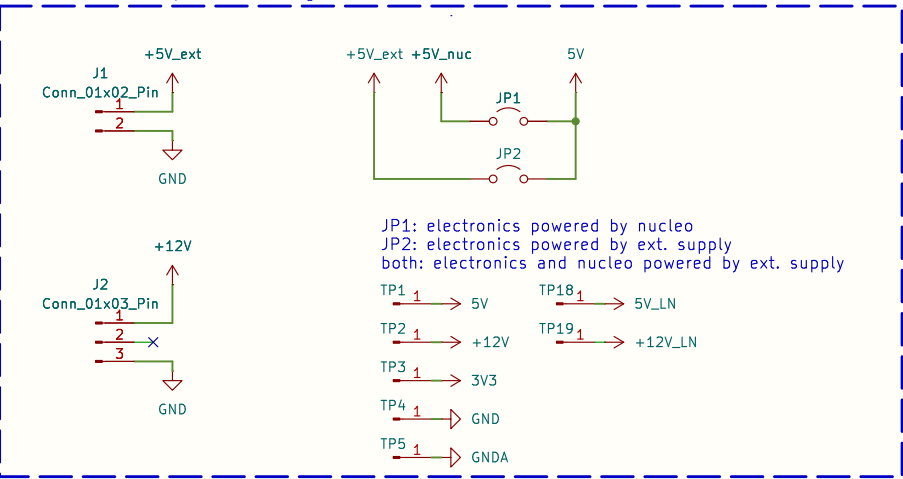 +5V_ext
J1
Conn_01x02_Pin
1
2
GND
+5V_ext +5V_nuc 5V
JP1
JP2
JP1: electronics powered by nucleo
JP2: electronics powered by ext. supply
both: electronics and nucleo powered by ext. supply
+12V
J2
Conn_01x03_Pin
1
2
3
GND
TP1 1 5V
TP2 1 +12V
TP3 1 3V3
TP4 1 GND
TP5 1 GNDA
TP18 1 5V_LN
TP19 1 +12V_LN